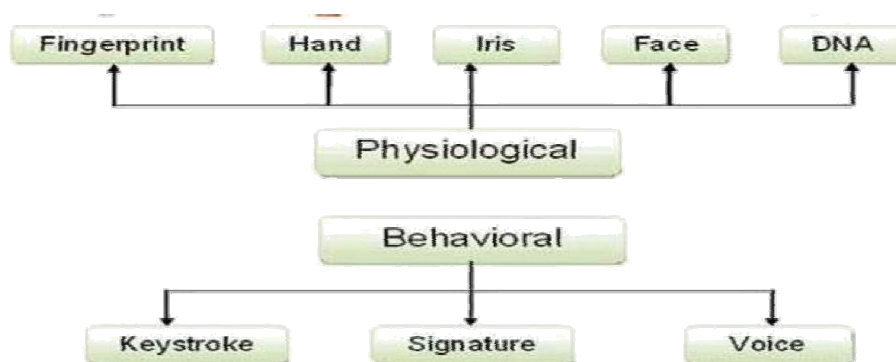 Fingerprint Hand Iris Face DNA
Physiological
Behavioral
Keystroke Signature Voice